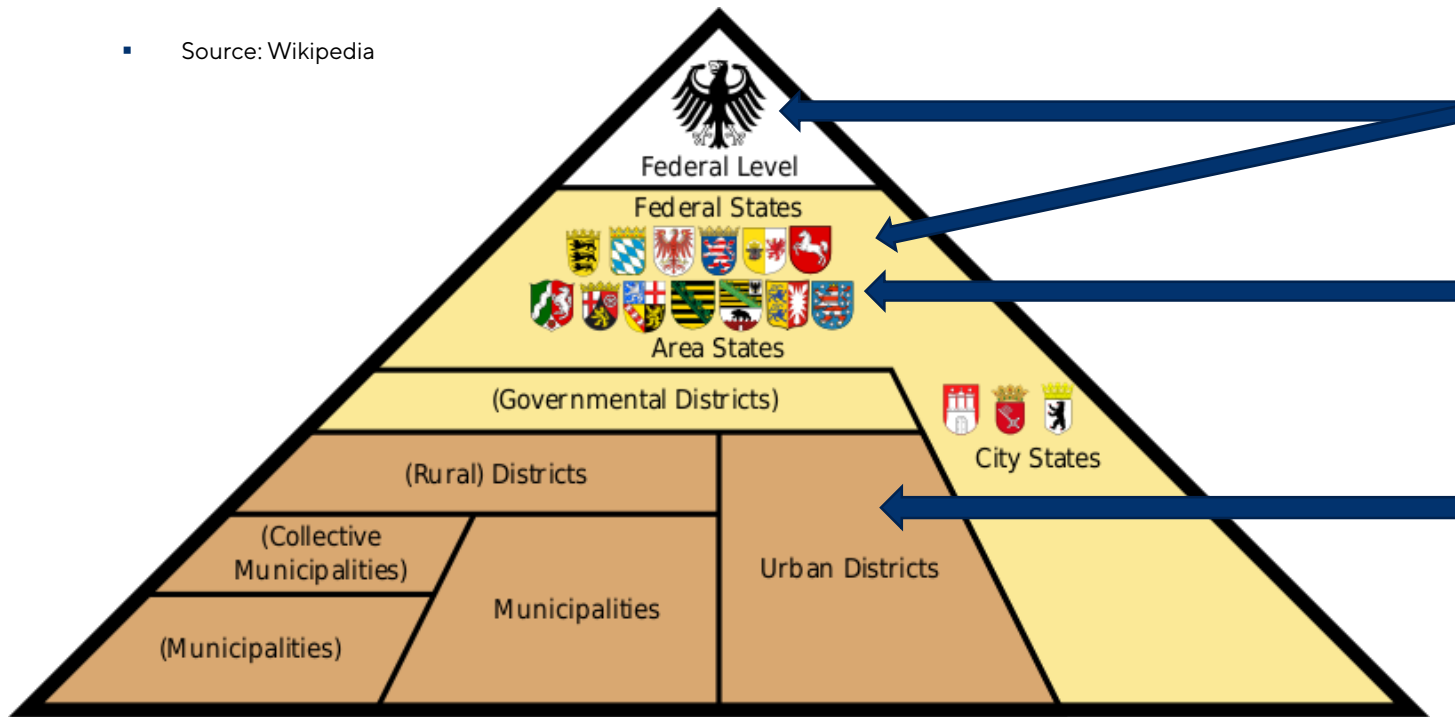 Source: Wikipedia
Federal Level
Federal States
Area States
(Governmental Districts)
City States
(Rural) Districts
(Collective
Municipalities)
Urban Districts
Municipalities
(Municipalities)